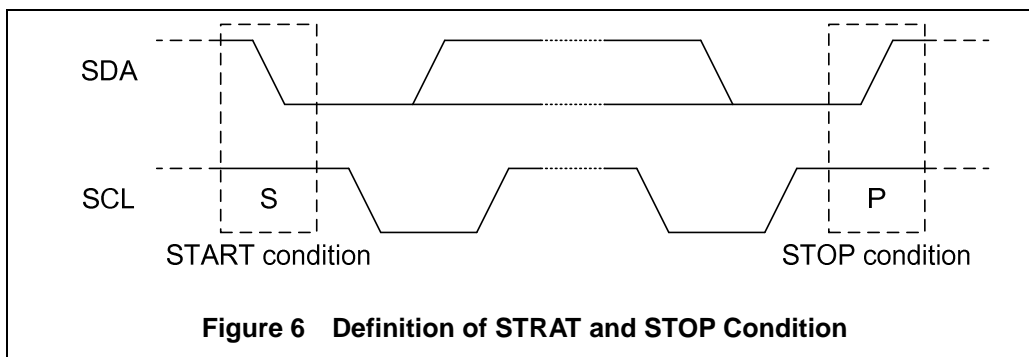 SDA
SCL
S
P
START condition
STOP condition
Figure 6 Definition of STRAT and STOP Condition